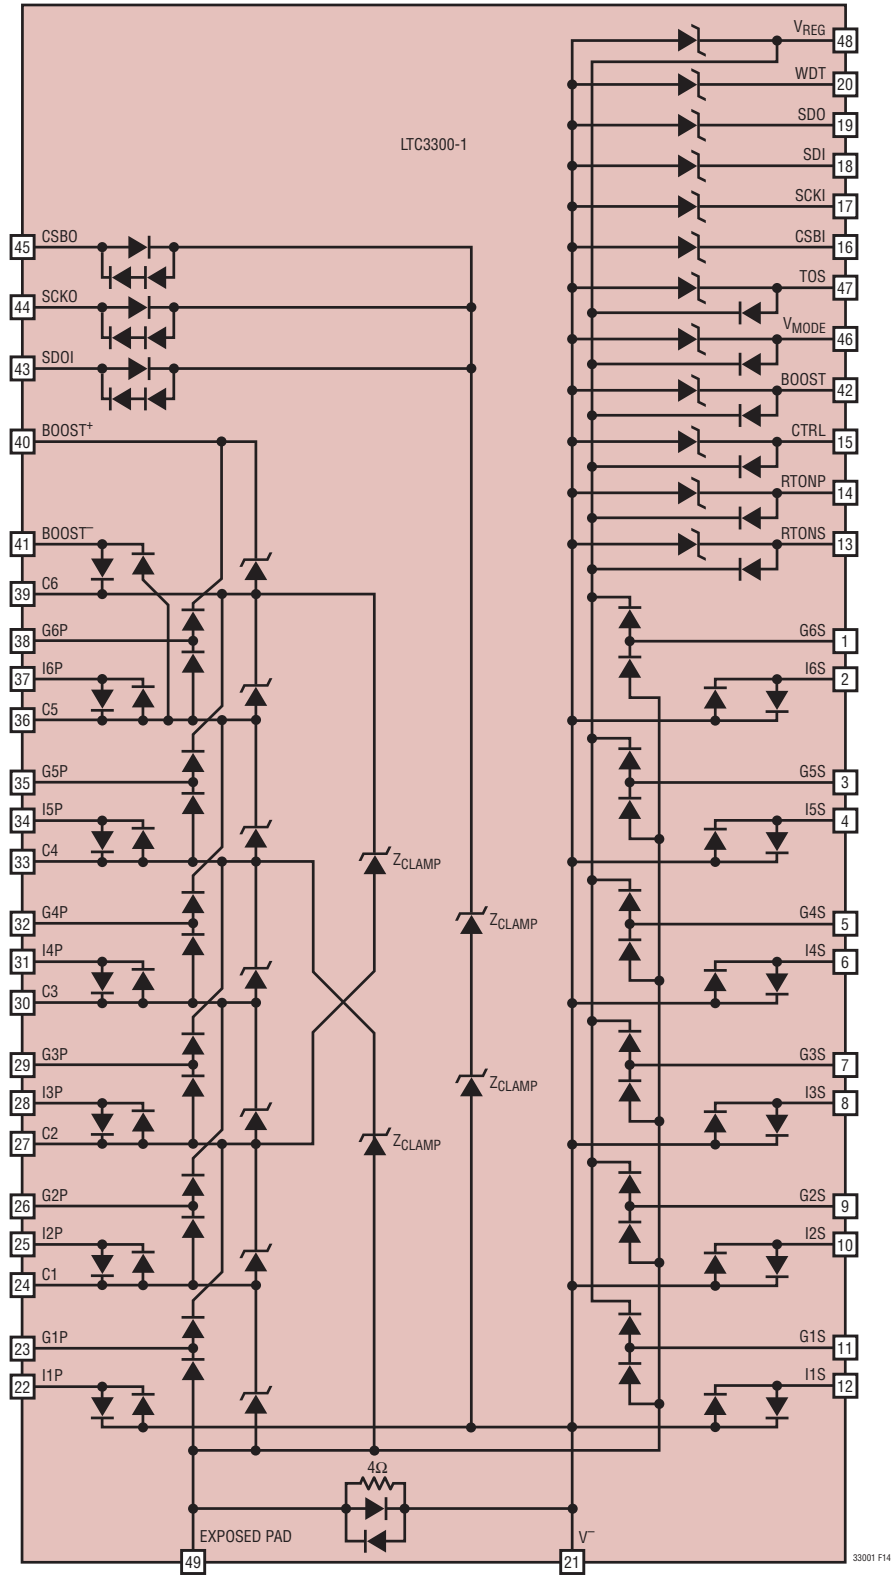 LTC3300-1
VREG
48
WDT
20
SDO
19
SDI
18
SCKI
17
CSBI
16
TOS
47
VMODE
46
BOOST
42
CTRL
15
RTONP
14
RTONS
13
45 CSBO
44 SCKO
43 SDOI
40 BOOST+
41 BOOST–
39 C6
38 G6P
37 I6P
36 C5
35 G5P
34 I5P
33 C4
32 G4P
31 I4P
30 C3
29 G3P
28 I3P
27 C2
26 G2P
25 I2P
24 C1
23 G1P
22 I1P
ZCLAMP
ZCLAMP
ZCLAMP
ZCLAMP
G6S 1
I6S 2
G5S 3
I5S 4
G4S 5
I4S 6
G3S 7
I3S 8
G2S 9
I2S 10
G1S 11
I1S 12
4Ω
EXPOSED PAD
49
V–
21
33001 F14